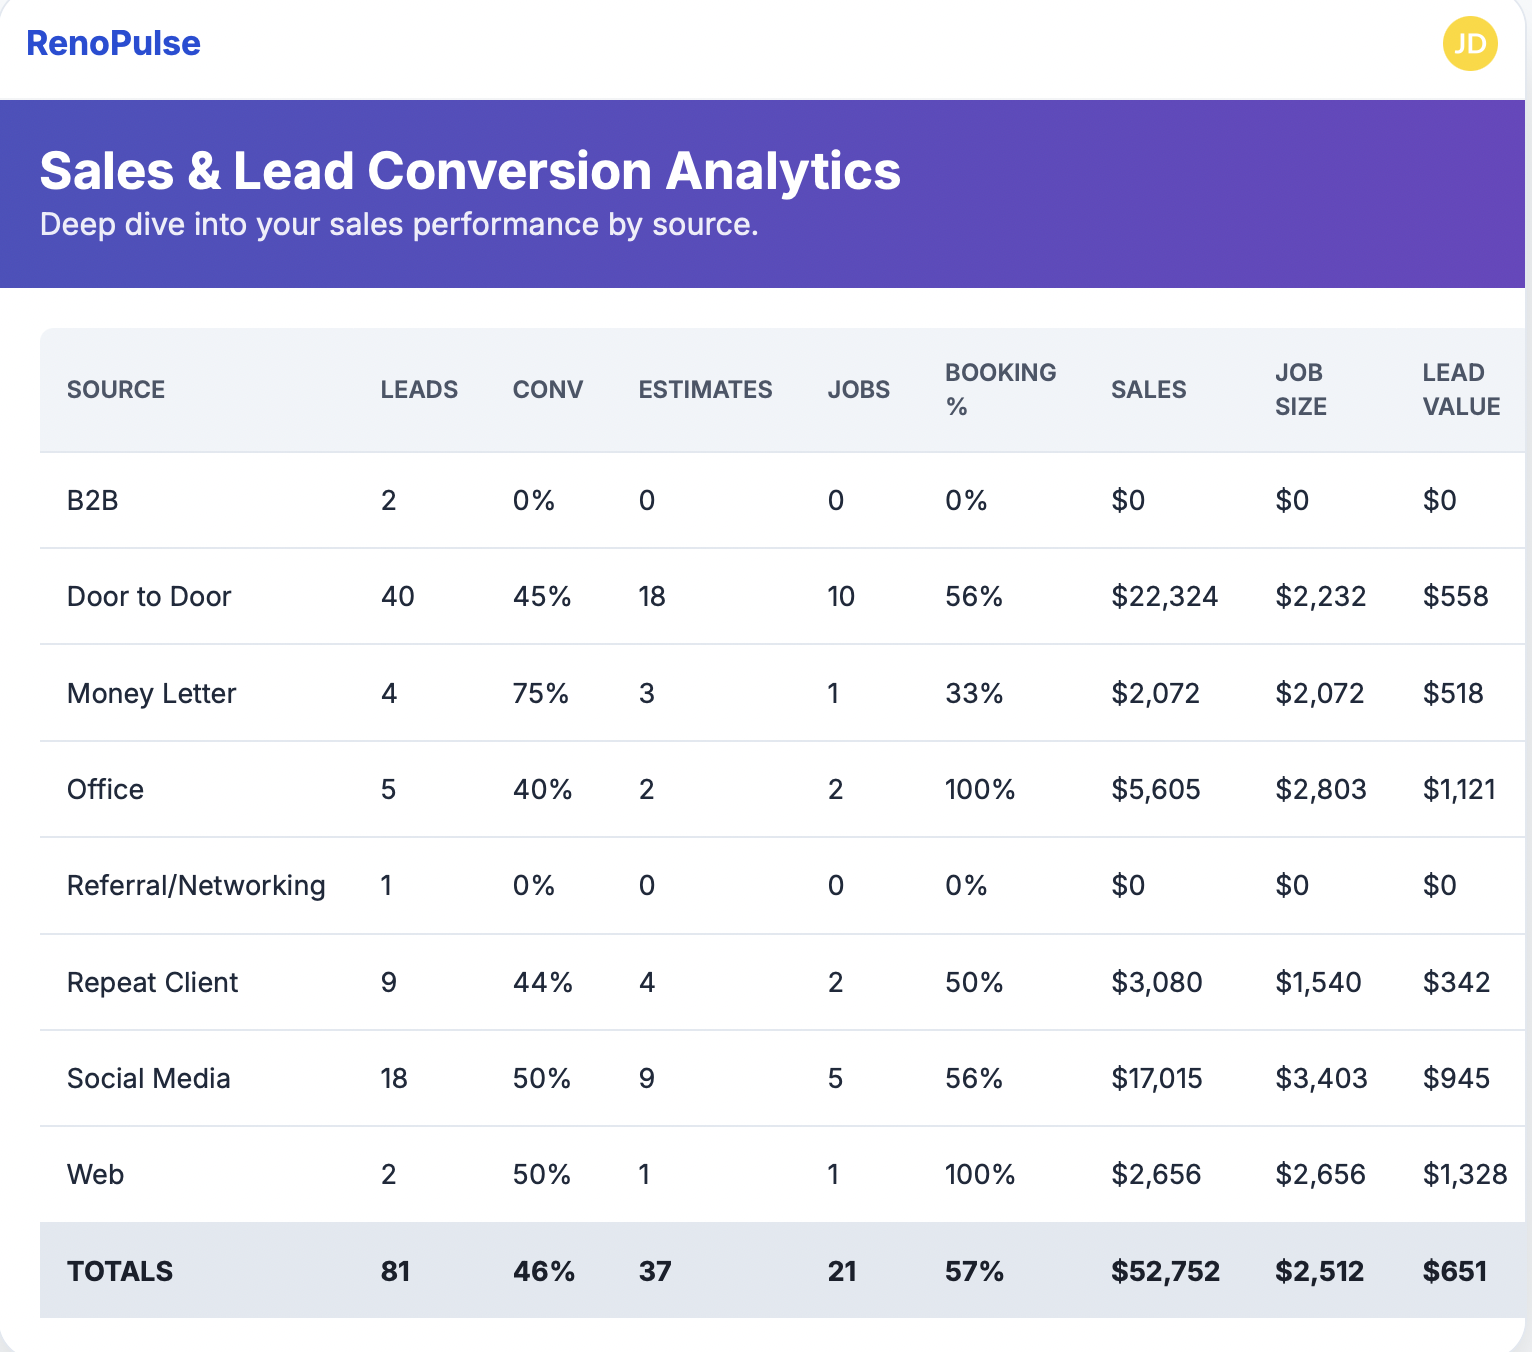 RenoPulse
JD
Sales & Lead Conversion Analytics
Deep dive into your sales performance by source.
SOURCE LEADS CONV ESTIMATES JOBS BOOKING % SALES JOB SIZE LEAD VALUE
B2B 2 0% 0 0 0% $0 $0 $0
Door to Door 40 45% 18 10 56% $22,324 $2,232 $558
Money Letter 4 75% 3 1 33% $2,072 $2,072 $518
Office 5 40% 2 2 100% $5,605 $2,803 $1,121
Referral/Networking 1 0% 0 0 0% $0 $0 $0
Repeat Client 9 44% 4 2 50% $3,080 $1,540 $342
Social Media 18 50% 9 5 56% $17,015 $3,403 $945
Web 2 50% 1 1 100% $2,656 $2,656 $1,328
TOTALS 81 46% 37 21 57% $52,752 $2,512 $651